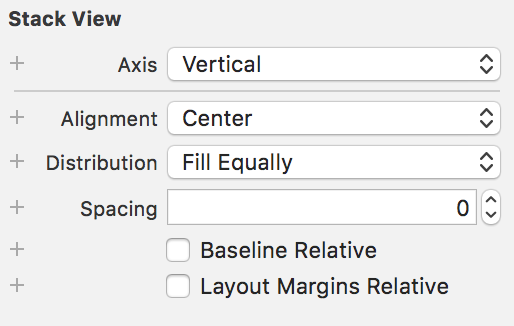 Stack View
+ Axis Vertical
+ Alignment Center
+ Distribution Fill Equally
+ Spacing 0
+ Baseline Relative
+ Layout Margins Relative